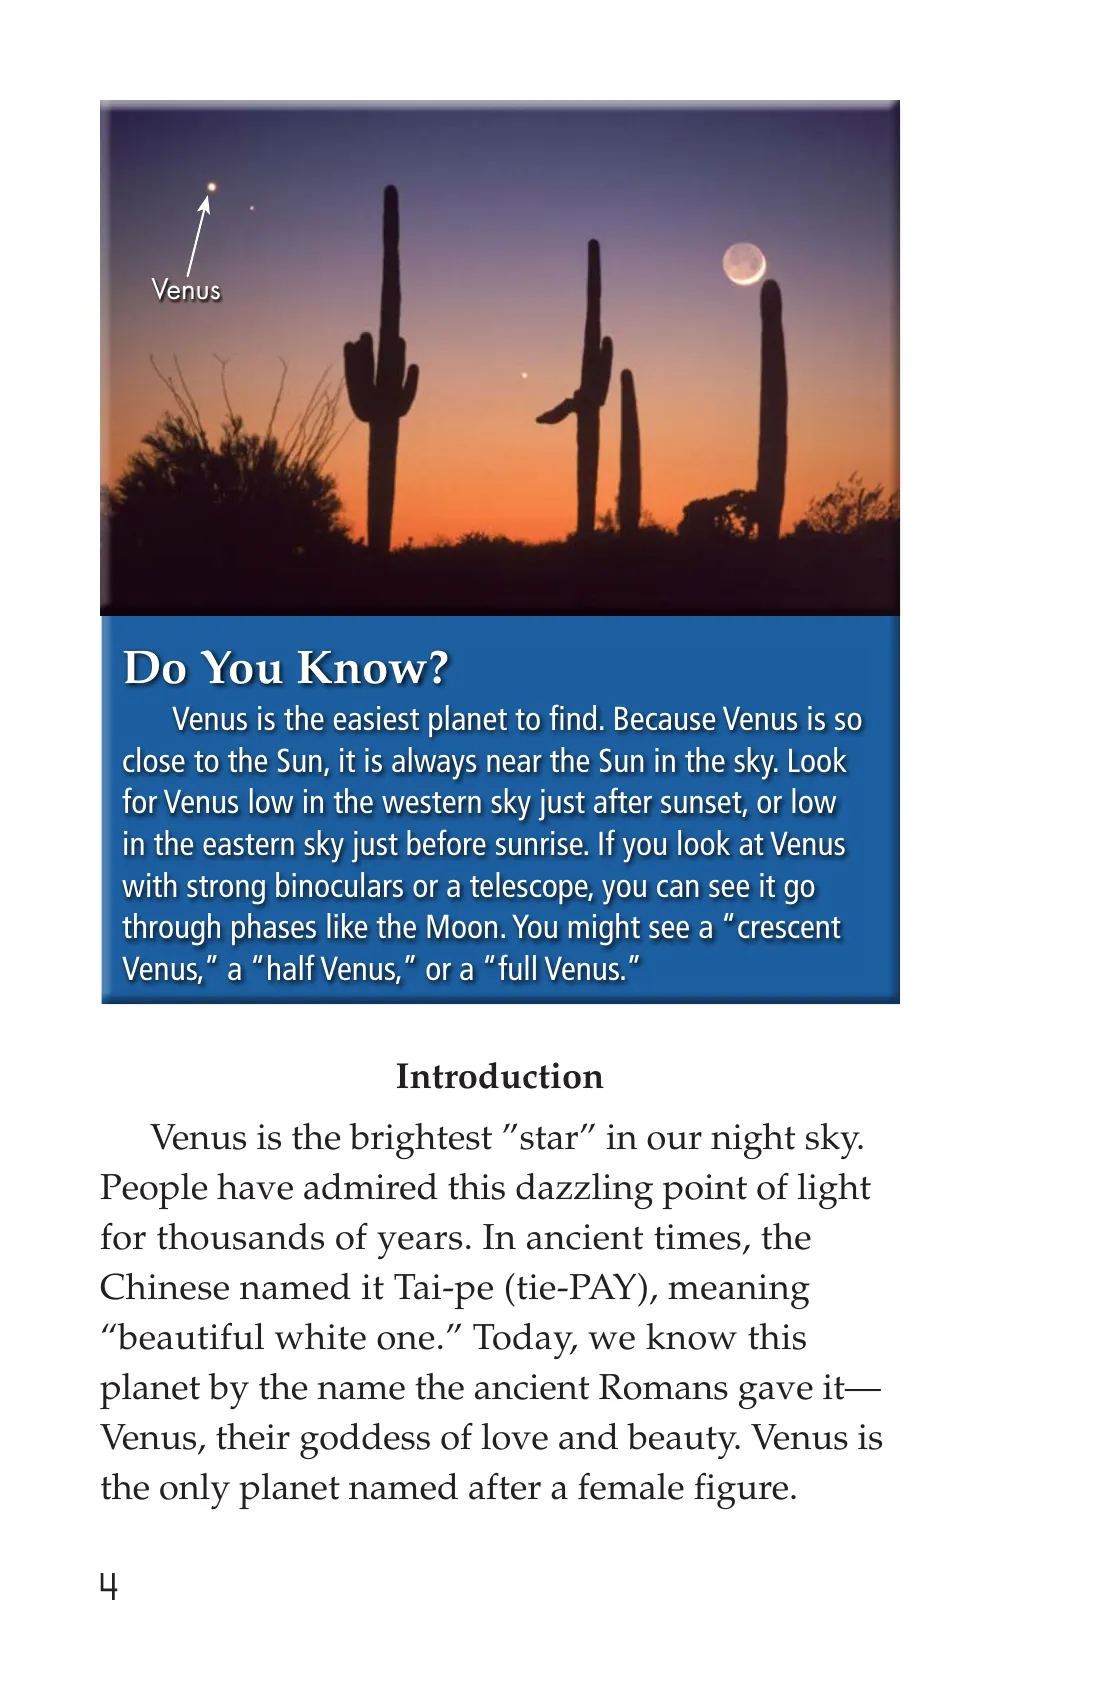 Venus
Do You Know?
Venus is the easiest planet to find. Because Venus is so
close to the Sun, it is always near the Sun in the sky. Look
for Venus low in the western sky just after sunset, or low
in the eastern sky just before sunrise. If you look at Venus
with strong binoculars or a telescope, you can see it go
through phases like the Moon. You might see a “crescent
Venus,” a “half Venus,” or a “full Venus.”
Introduction
Venus is the brightest ”star” in our night sky.
People have admired this dazzling point of light
for thousands of years. In ancient times, the
Chinese named it Tai-pe (tie-PAY), meaning
“beautiful white one.” Today, we know this
planet by the name the ancient Romans gave it—
Venus, their goddess of love and beauty. Venus is
the only planet named after a female figure.
4